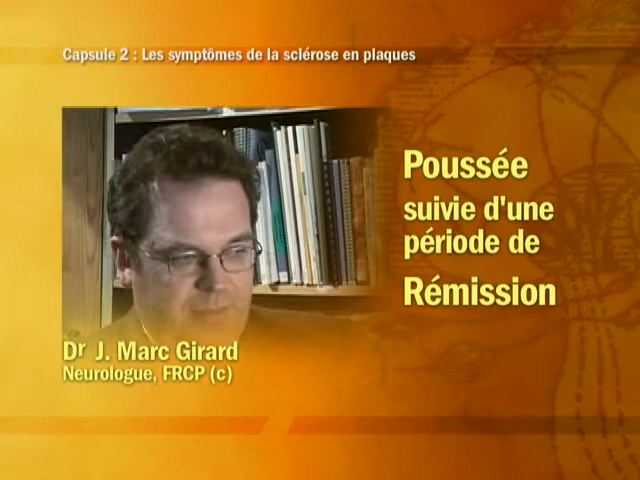 Capsule 2 : Les symptômes de la sclérose en plaques
Poussée
suivie d'une
période de
Rémission
Dr J. Marc Girard
Neurologue, FRCP (c)